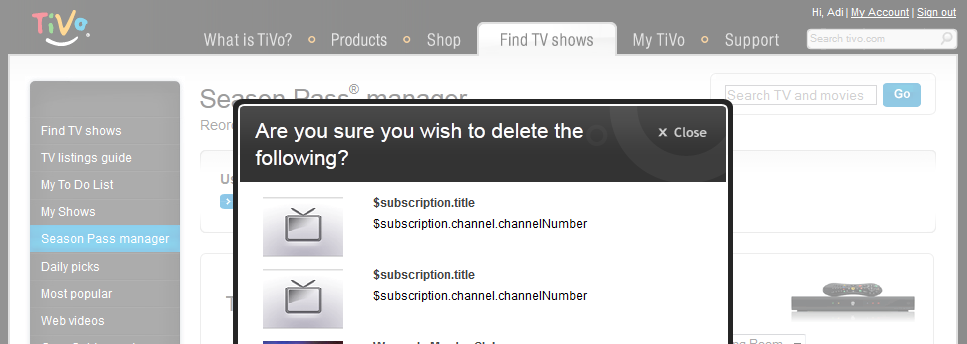 Hi, Adi | My Account | Sign out
TiVo
What is TiVo? Products Shop Find TV shows My TiVo Support
Search tivo.com
Season Pass® manager
Search TV and movies Go
Are you sure you wish to delete the
following?
x Close
Find TV shows
TV listings guide
My To Do List
My Shows
Season Pass manager
Daily picks
Most popular
Web videos
$subscription.title
$subscription.channel.channelNumber
$subscription.title
$subscription.channel.channelNumber